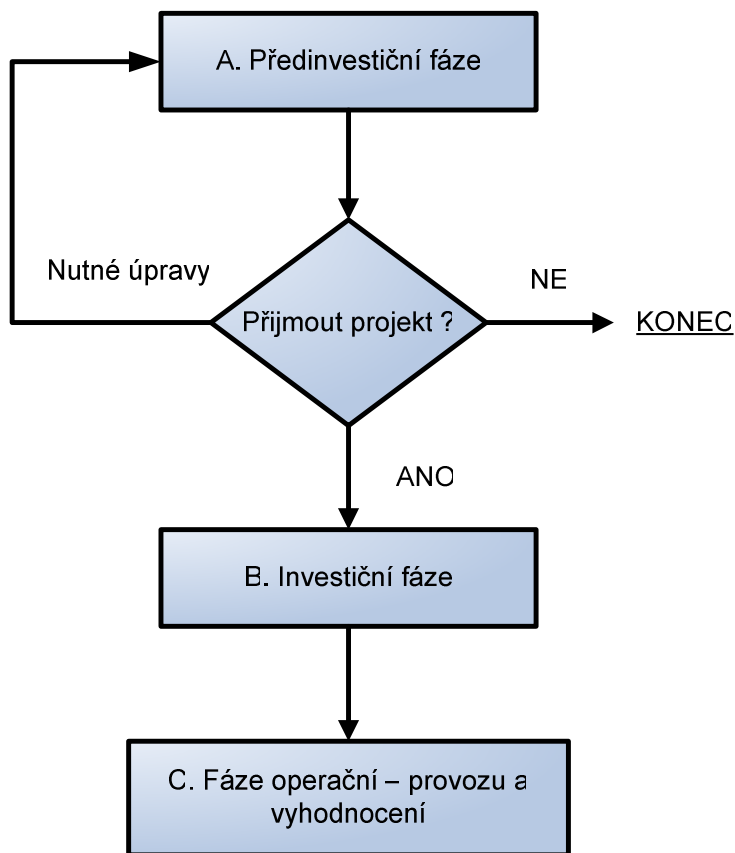 A. Předinvestiční fáze
Nutné úpravy
NE
Přijmout projekt ?
KONEC
ANO
B. Investiční fáze
C. Fáze operační – provozu a
vyhodnocení